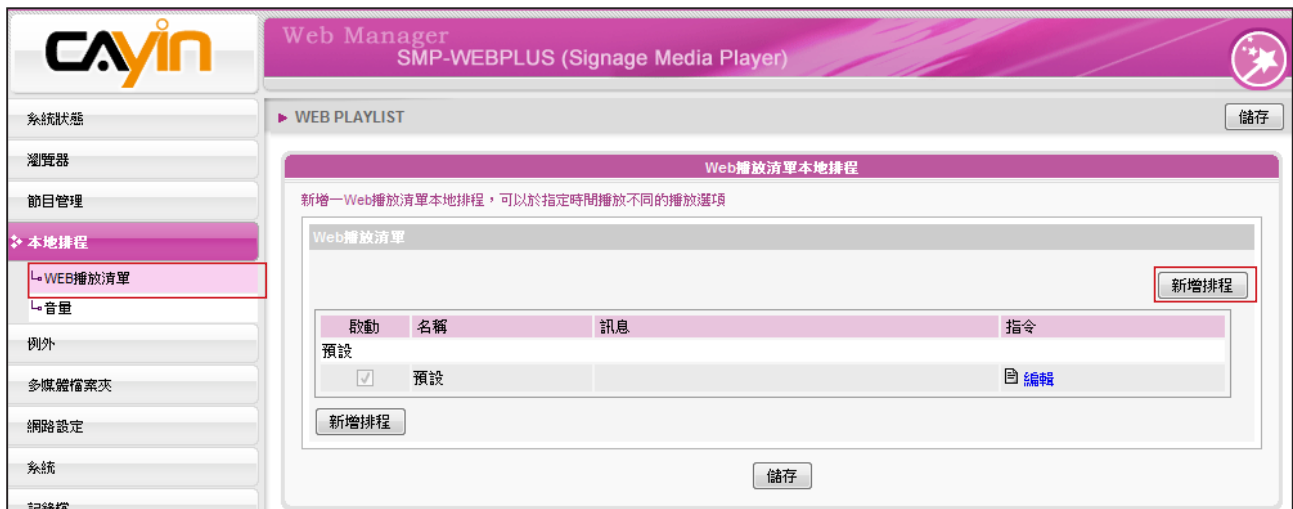 CAYIN
Web Manager
SMP-WEBPLUS (Signage Media Player)
系統狀態
瀏覽器
節目管理
本地排程
WEB播放清單
音量
例外
多媒體檔案夾
網路設定
系統
記錄檔
WEB PLAYLIST
儲存
Web播放清單本地排程
新增一Web播放清單本地排程，可以於指定時間播放不同的播放選項
Web播放清單
新增排程
啟動 名稱 訊息 指令
預設
預設 編輯
新增排程
儲存